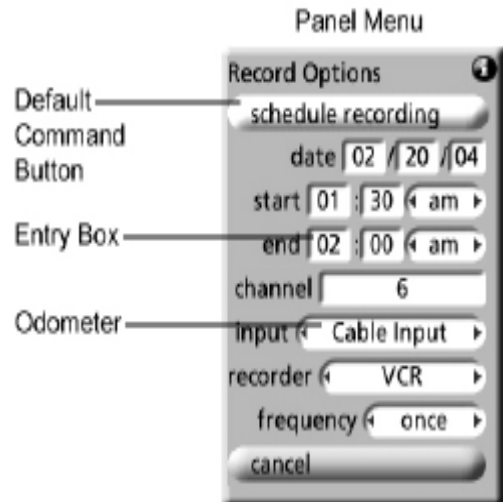 Panel Menu
Record Options i
Default
Command
Button
schedule recording
date 02 / 20 / 04
start 01 : 30 am
Entry Box
end 02 : 00 am
channel 6
Odometer
input Cable Input
recorder VCR
frequency once
cancel